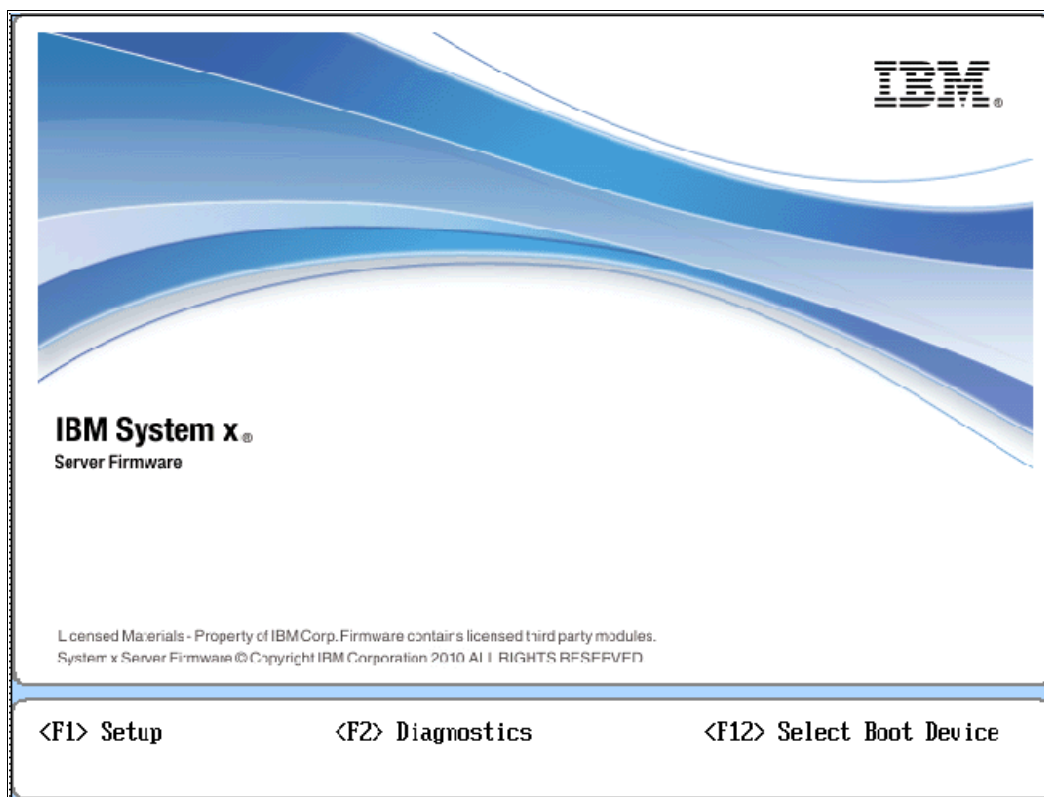 IBM®
IBM System x®
Server Firmware
Licensed Materials - Property of IBM Corp. Firmware contains licensed third party modules.
System x Server Firmware © Copyright IBM Corporation 2010 ALL RIGHTS RESERVED
<F1> Setup <F2> Diagnostics <F12> Select Boot Device